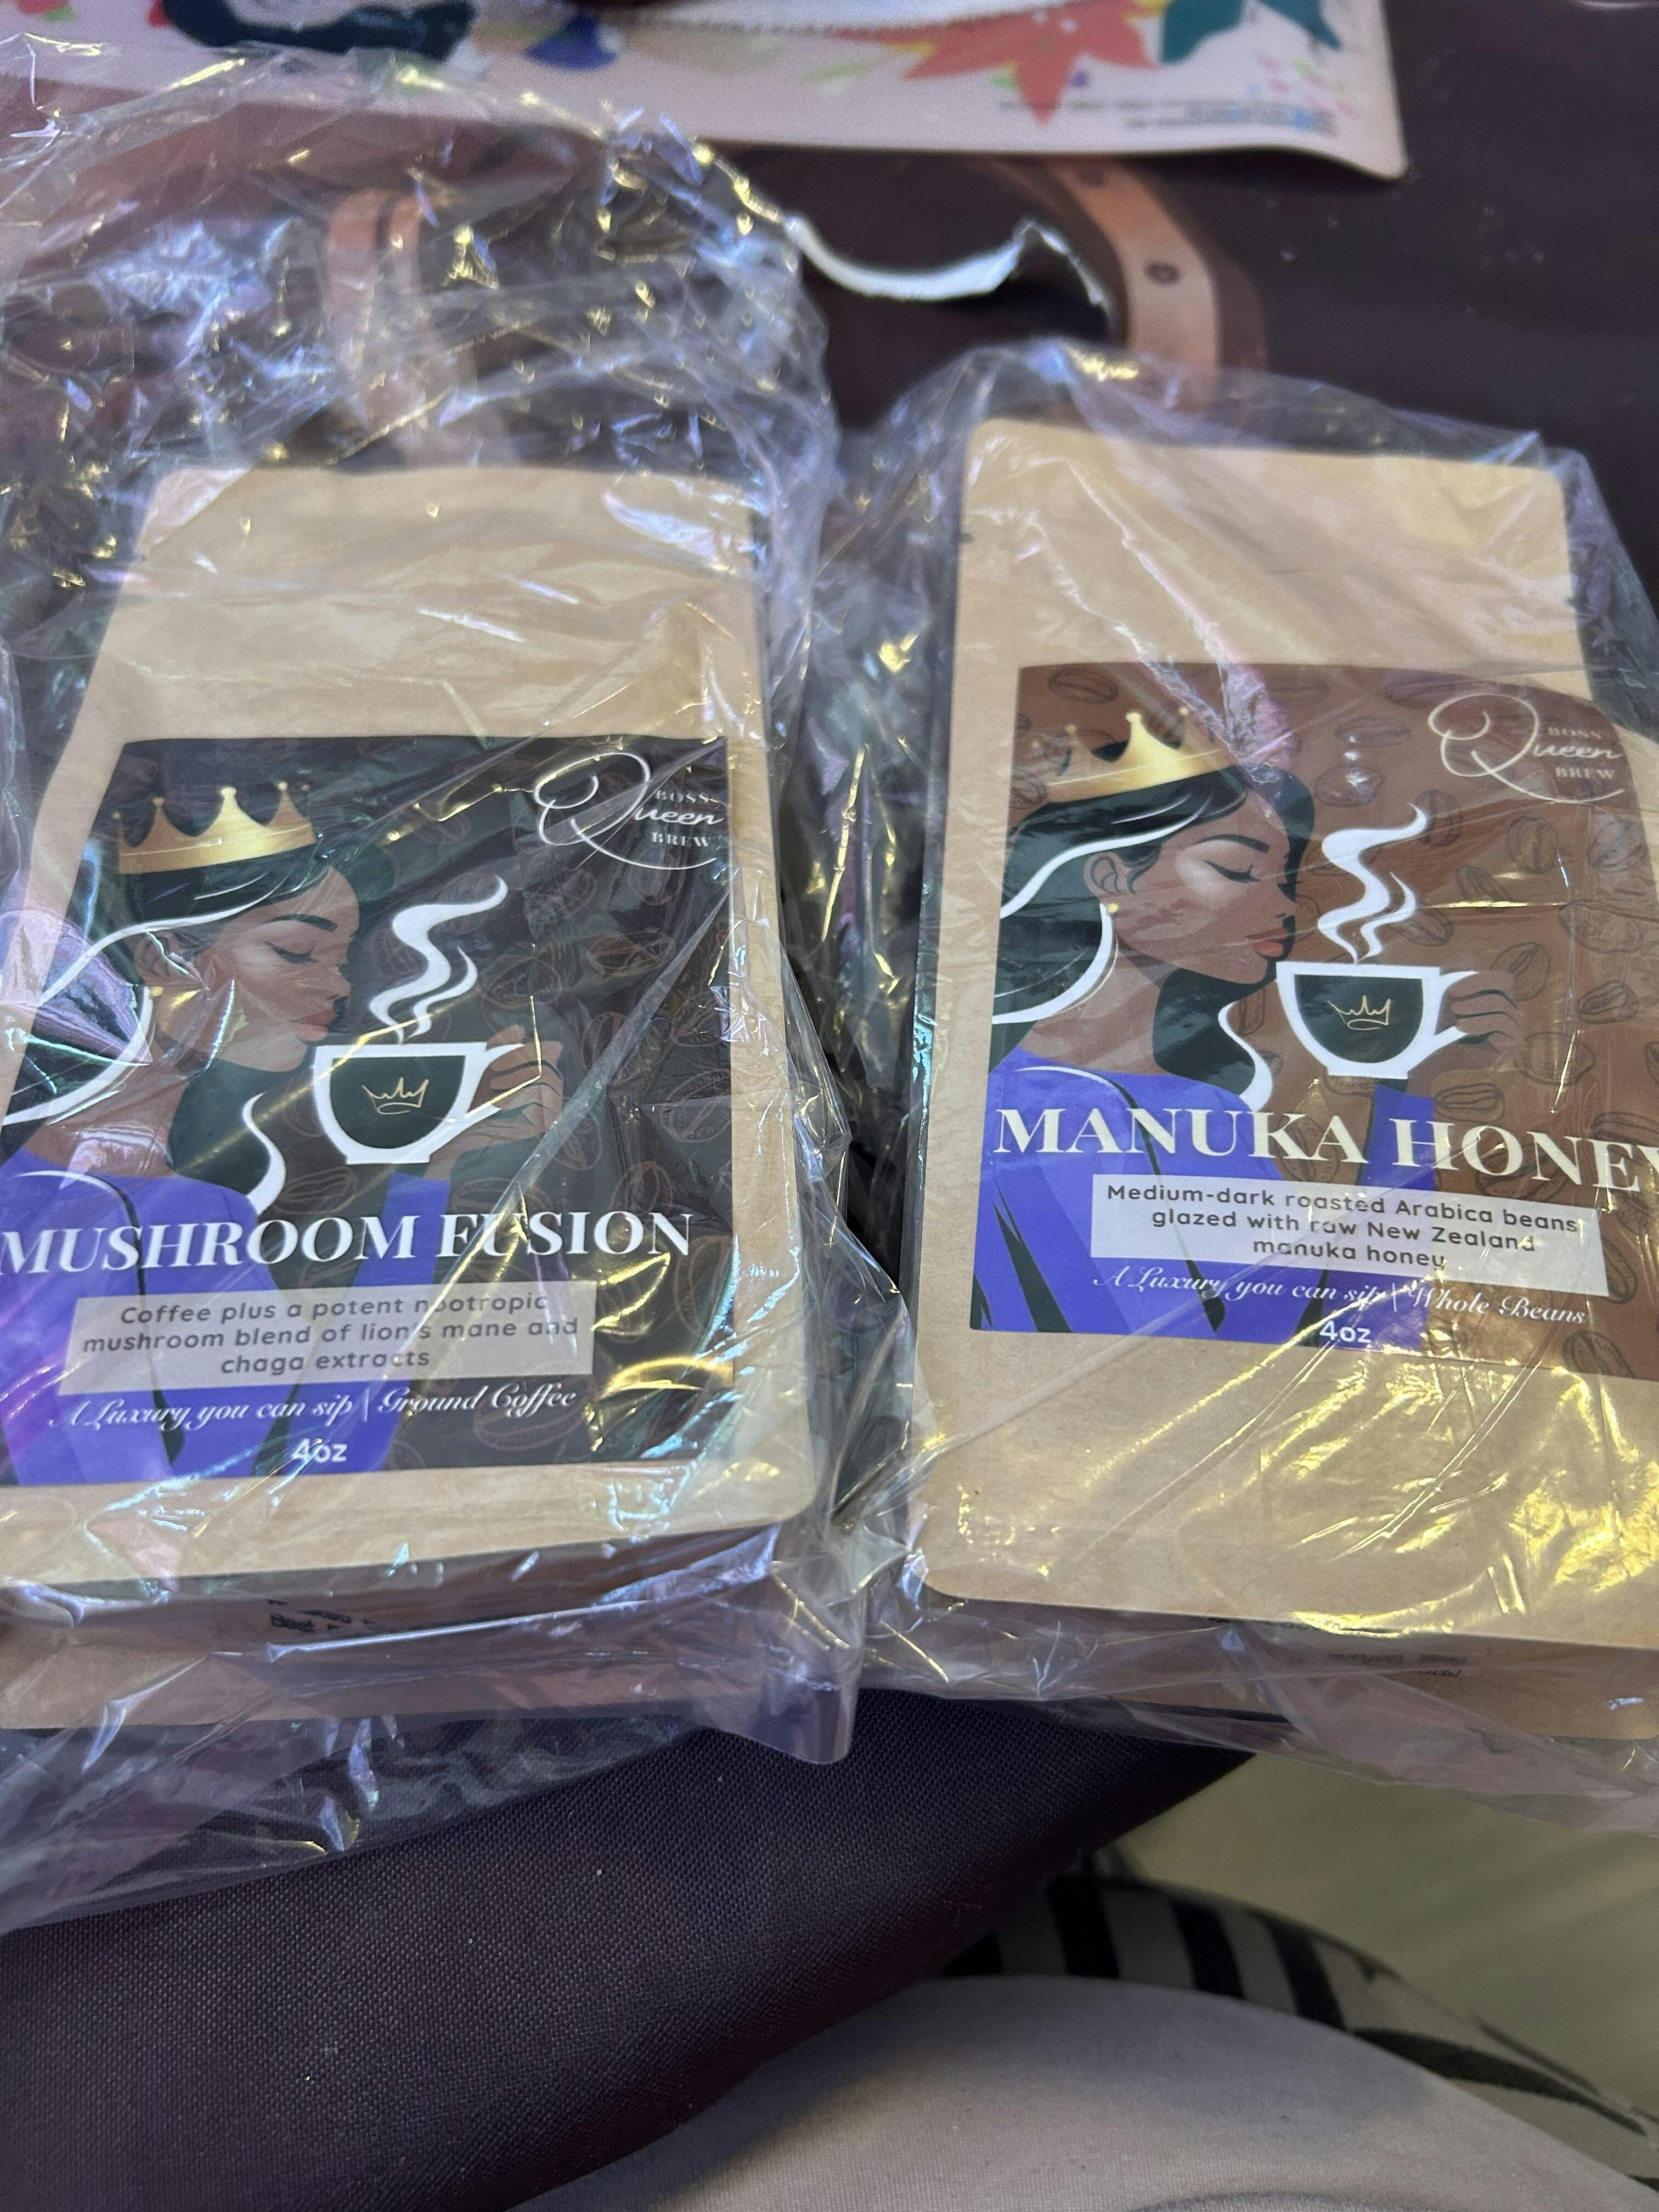 BOSS
Queen
BREW
MUSHROOM FUSION
Coffee plus a potent nootropic
mushroom blend of lion's mane and
chaga extracts
A Luxury you can sip | Ground Coffee
4oz
BOSS
Queen
BREW
MANUKA HONEY
Medium-dark roasted Arabica beans
glazed with raw New Zealand
manuka honey
A Luxury you can sip | Whole Beans
4oz